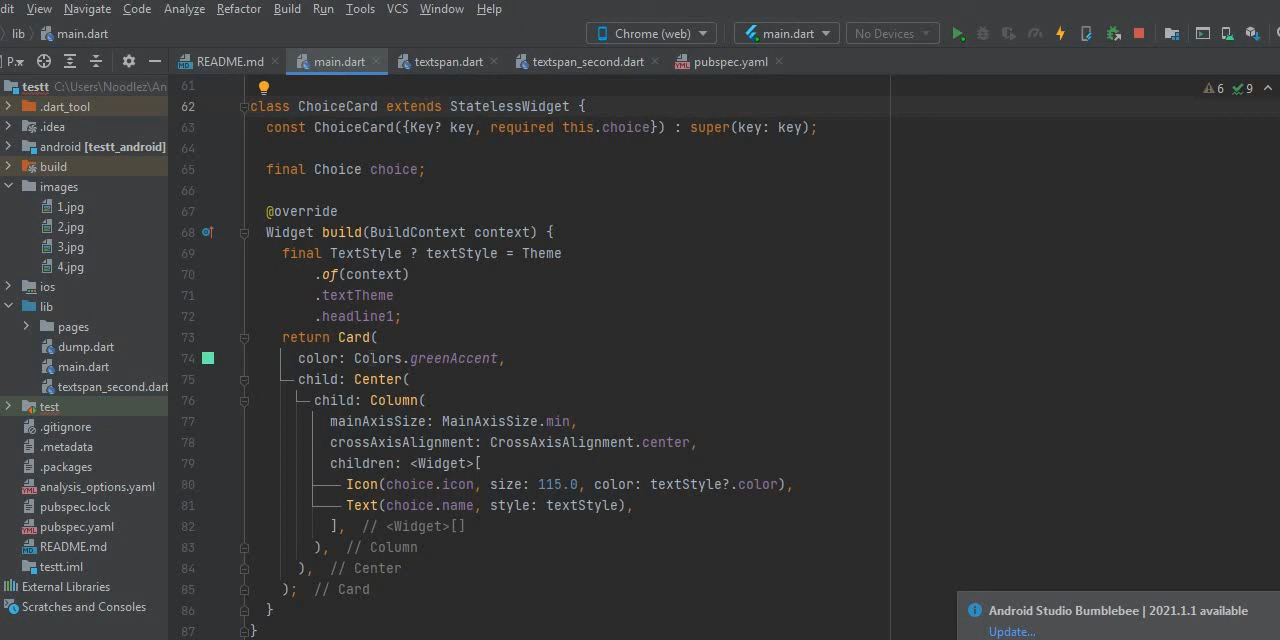 dit View Navigate Code Analyze Refactor Build Run Tools VCS Window Help
lib main.dart Chrome (web) main.dart No Devices
P... README.md main.dart textspan.dart textspan_second.dart pubspec.yaml
testt C:\Users\Noodlez\An
.dart_tool
.idea
android [testt_android]
build
images
1.jpg
2.jpg
3.jpg
4.jpg
ios
lib
pages
dump.dart
main.dart
textspan_second.dart
test
.gitignore
.metadata
.packages
analysis_options.yaml
pubspec.lock
pubspec.yaml
README.md
testt.iml
External Libraries
Scratches and Consoles
6 9
61
62 class ChoiceCard extends StatelessWidget {
63 const ChoiceCard({Key? key, required this.choice}) : super(key: key);
64
65 final Choice choice;
66
67 @override
68 Widget build(BuildContext context) {
69 final TextStyle ? textStyle = Theme
70 .of(context)
71 .textTheme
72 .headline1;
73 return Card(
74 color: Colors.greenAccent,
75 child: Center(
76 child: Column(
77 mainAxisSize: MainAxisSize.min,
78 crossAxisAlignment: CrossAxisAlignment.center,
79 children: <Widget>[
80 Icon(choice.icon, size: 115.0, color: textStyle?.color),
81 Text(choice.name, style: textStyle),
82 ], // <Widget>[]
83 ), // Column
84 ), // Center
85 ); // Card
86 }
87 }
Android Studio Bumblebee | 2021.1.1 available
Update...